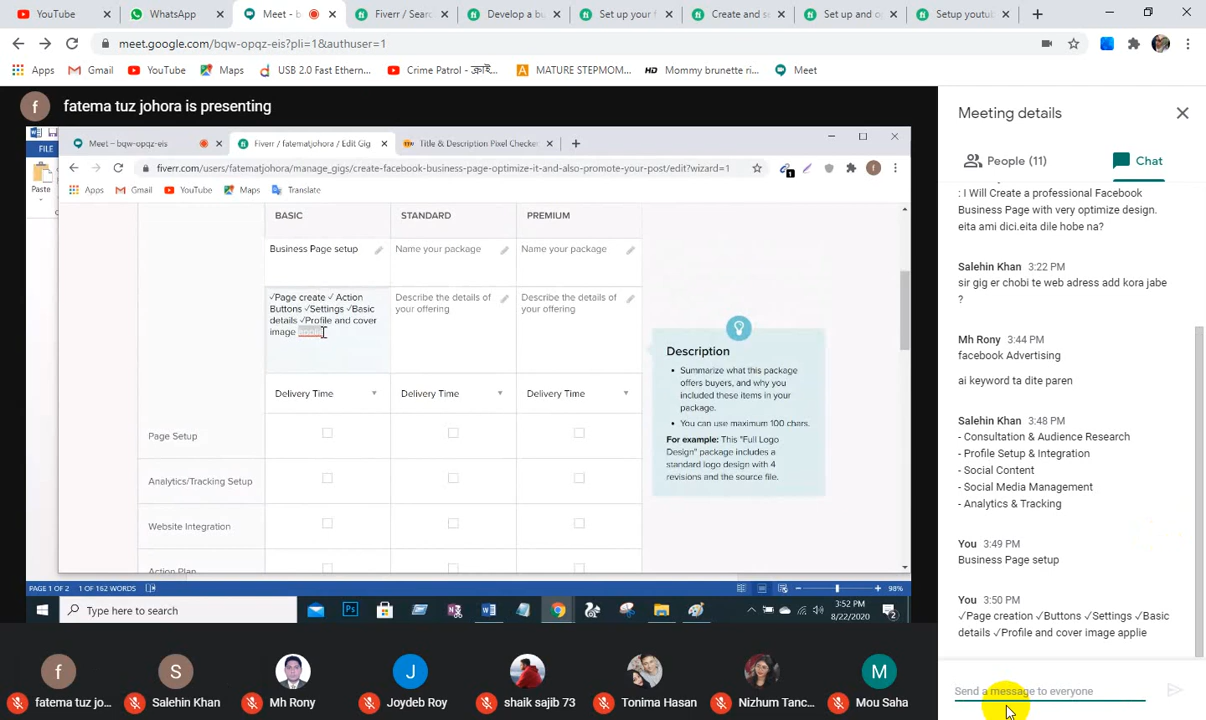 YouTube
WhatsApp
Meet - b
Fiverr / Sear
Develop a bu
Set up your f
Create and s
Set up and o
Setup youtub
meet.google.com/bqw-opqz-eis?pli=1&authuser=1
Apps
Gmail
YouTube
Maps
USB 2.0 Fast Ethern...
Crime Patrol - ক্রাই...
MATURE STEPMOM...
Mommy brunette ri...
Meet
f
fatema tuz johora is presenting
Meeting details
People (11)
Chat
FILE
Paste
Meet – bqw-opqz-eis
Fiverr / fatematjohora / Edit Gig
Title & Description Pixel Checker
fiverr.com/users/fatematjohora/manage_gigs/create-facebook-business-page-optimize-it-and-also-promote-your-post/edit?wizard=1
Apps
Gmail
YouTube
Maps
Translate
BASIC
STANDARD
PREMIUM
Business Page setup
Name your package
Name your package
✓Page create ✓ Action
Buttons ✓Settings ✓Basic
details ✓Profile and cover
image
Describe the details of
your offering
Describe the details of
your offering
Delivery Time
Delivery Time
Delivery Time
Page Setup
Analytics/Tracking Setup
Website Integration
Action Plan
Description
• Summarize what this package
offers buyers, and why you
included these items in your
package.
• You can use maximum 100 chars.
For example: This "Full Logo
Design" package includes a
standard logo design with 4
revisions and the source file.
PAGE 1 OF 2
1 OF 152 WORDS
98%
Type here to search
3:52 PM
8/22/2020
2
: I Will Create a professional Facebook
Business Page with very optimize design.
eita ami dici.eita dile hobe na?
Salehin Khan 3:22 PM
sir gig er chobi te web adress add kora jabe
?
Mh Rony 3:44 PM
facebook Advertising
ai keyword ta dite paren
Salehin Khan 3:48 PM
- Consultation & Audience Research
- Profile Setup & Integration
- Social Content
- Social Media Management
- Analytics & Tracking
You 3:49 PM
Business Page setup
You 3:50 PM
✓Page creation ✓Buttons ✓Settings ✓Basic
details ✓Profile and cover image applie
Send a message to everyone
f
S
J
M
fatema tuz jo...
Salehin Khan
Mh Rony
Joydeb Roy
shaik sajib 73
Tonima Hasan
Nizhum Tanc...
Mou Saha